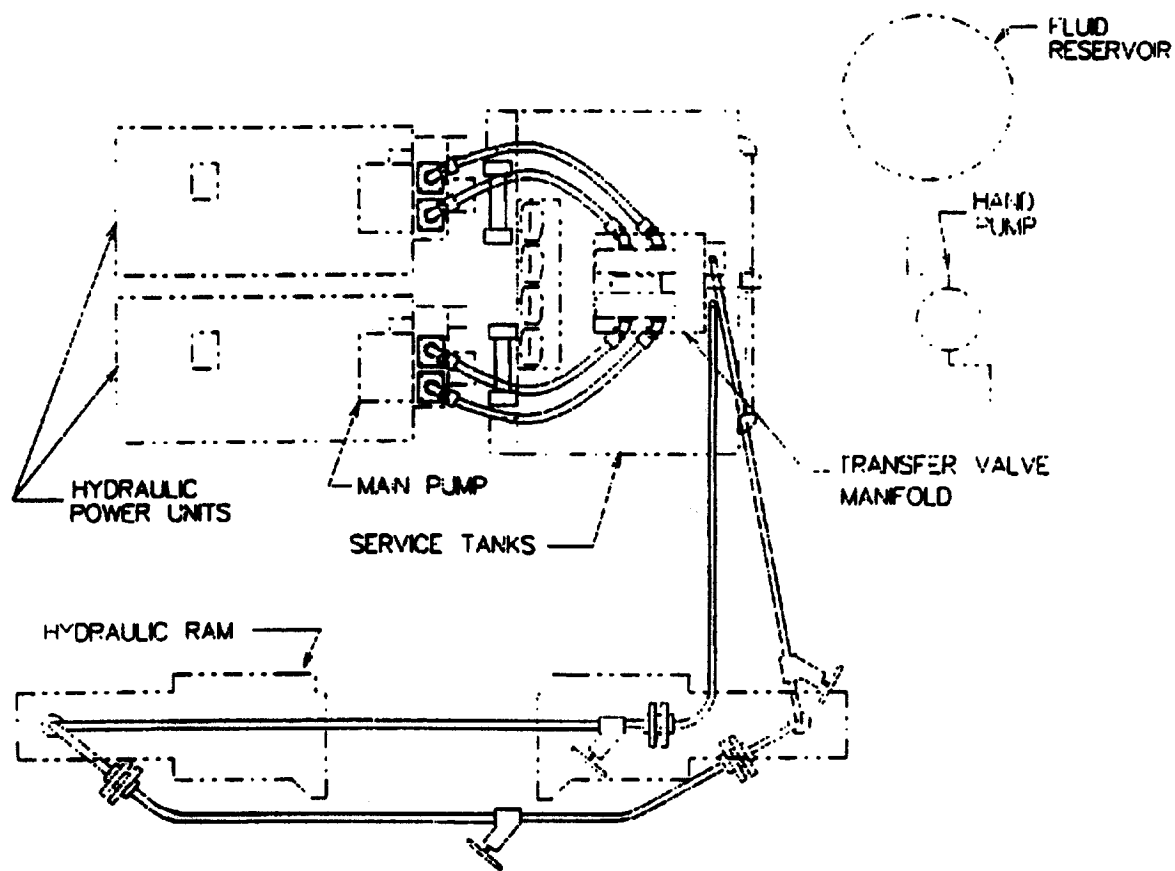 FLUID
RESERVOIR
HAND
PUMP
TRANSFER VALVE
MANIFOLD
MAIN PUMP
HYDRAULIC
POWER UNITS
SERVICE TANKS
HYDRAULIC RAM